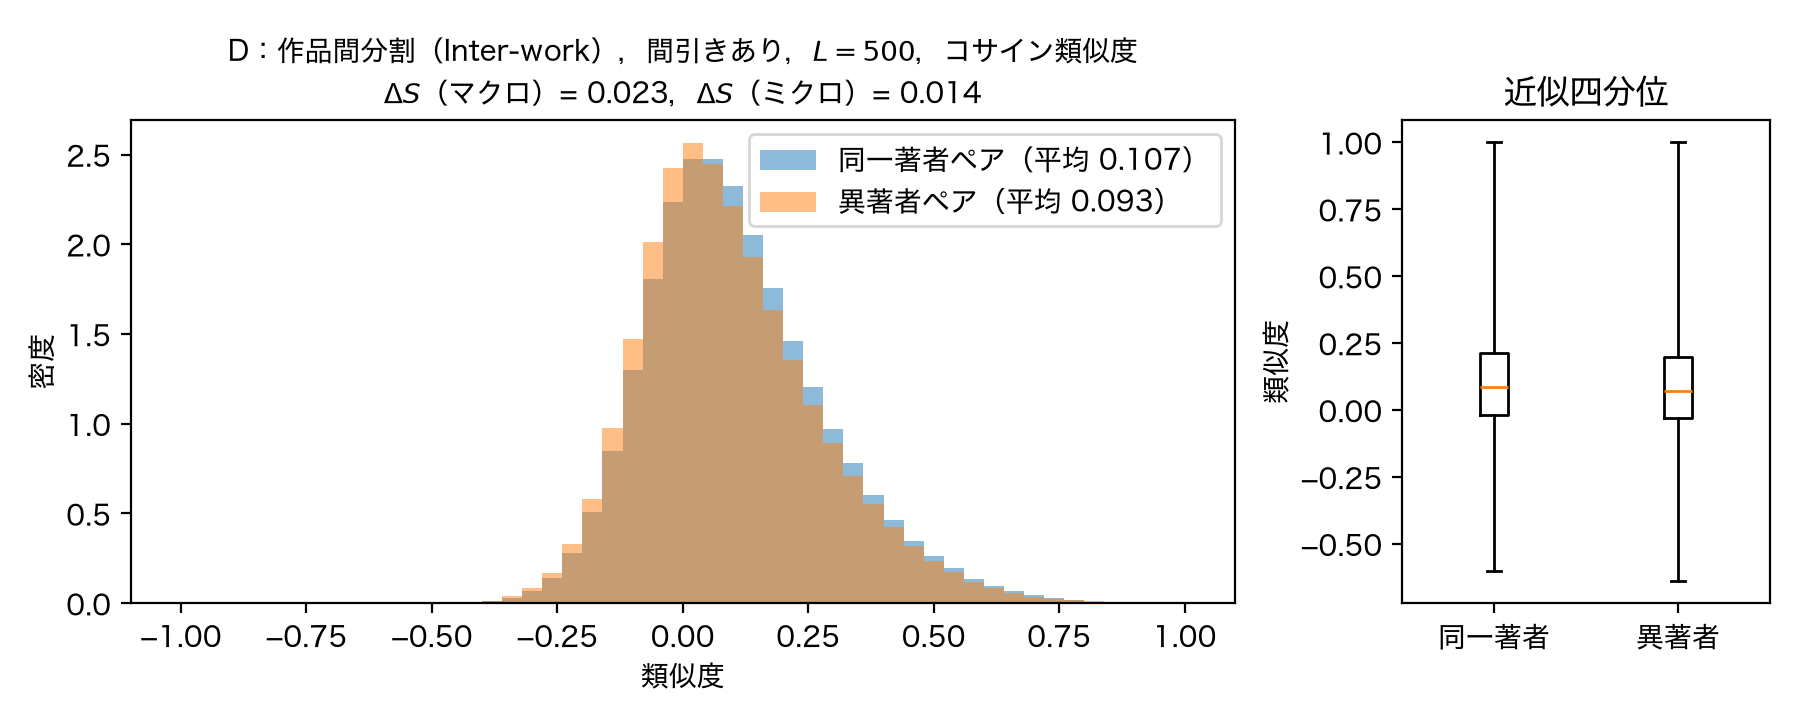 D：作品間分割（Inter-work），間引きあり，L = 500，コサイン類似度
ΔS（マクロ）= 0.023，ΔS（ミクロ）= 0.014
同一著者ペア（平均 0.107）
異著者ペア（平均 0.093）
密度
2.5
2.0
1.5
1.0
0.5
0.0
−1.00 −0.75 −0.50 −0.25 0.00 0.25 0.50 0.75 1.00
類似度
近似四分位
類似度
1.00
0.75
0.50
0.25
0.00
−0.25
−0.50
同一著者 異著者